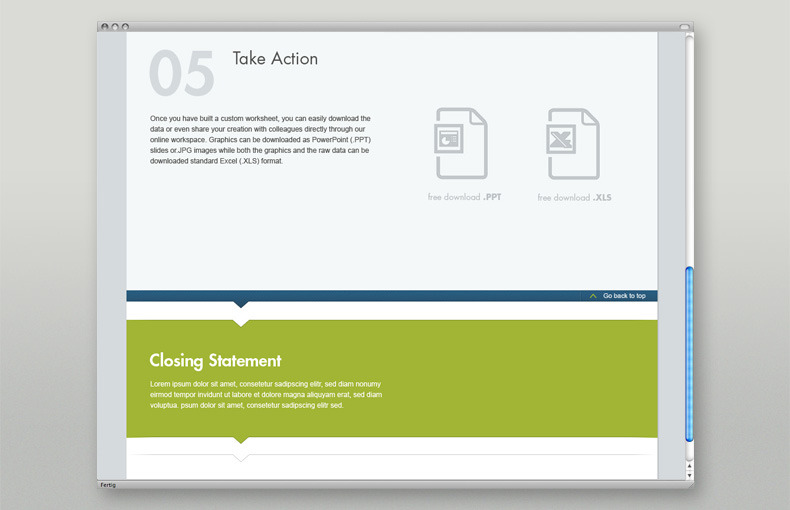 05 Take Action
Once you have built a custom worksheet, you can easily download the
data or even share your creation with colleagues directly through our
online workspace. Graphics can be downloaded as PowerPoint (.PPT)
slides or.JPG images while both the graphics and the raw data can be
downloaded standard Excel (.XLS) format.
free download .PPT
free download .XLS
Go back to top
Closing Statement
Lorem ipsum dolor sit amet, consetetur sadipscing elitr, sed diam nonumy
eirmod tempor invidunt ut labore et dolore magna aliquyam erat, sed diam
voluptua. psum dolor sit amet, consetetur sadipscing elitr sed.
Fertig